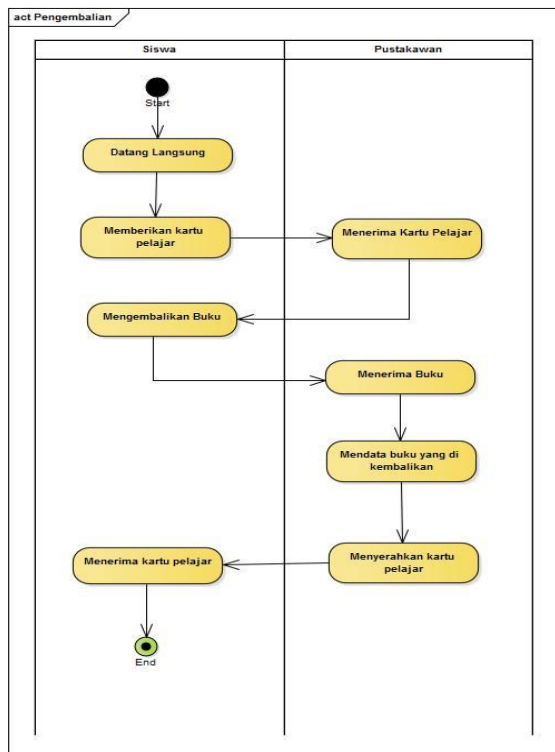 act Pengembalian
Siswa
Pustakawan
Start
Datang Langsung
Memberikan kartu
pelajar
Menerima Kartu Pelajar
Mengembalikan Buku
Menerima Buku
Mendata buku yang di
kembalikan
Menyerahkan kartu
pelajar
Menerima kartu pelajar
End